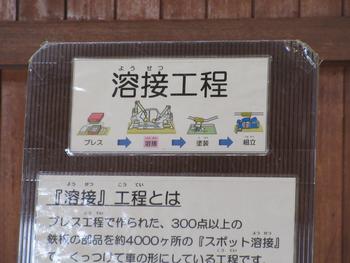 ようせつ
溶接工程
プレス 溶接 塗装 組立
ようせつ こうてい
『溶接』工程とは
プレス工程で作られた、300点以上の
鉄板の部品を約4000ヶ所の『スポット溶接』
で、くっつけて車の形にしている工程です